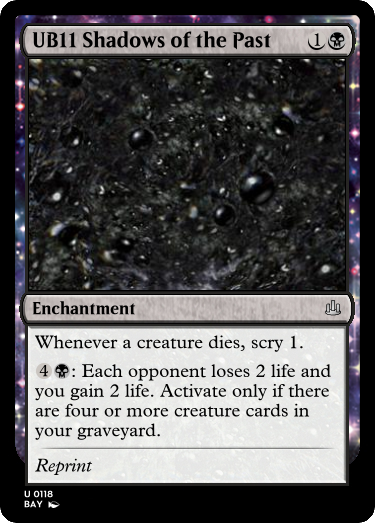 UB11 Shadows of the Past 1
Enchantment
Whenever a creature dies, scry 1.
4 : Each opponent loses 2 life and
you gain 2 life. Activate only if there
are four or more creature cards in
your graveyard.
Reprint
U 0118
BAY